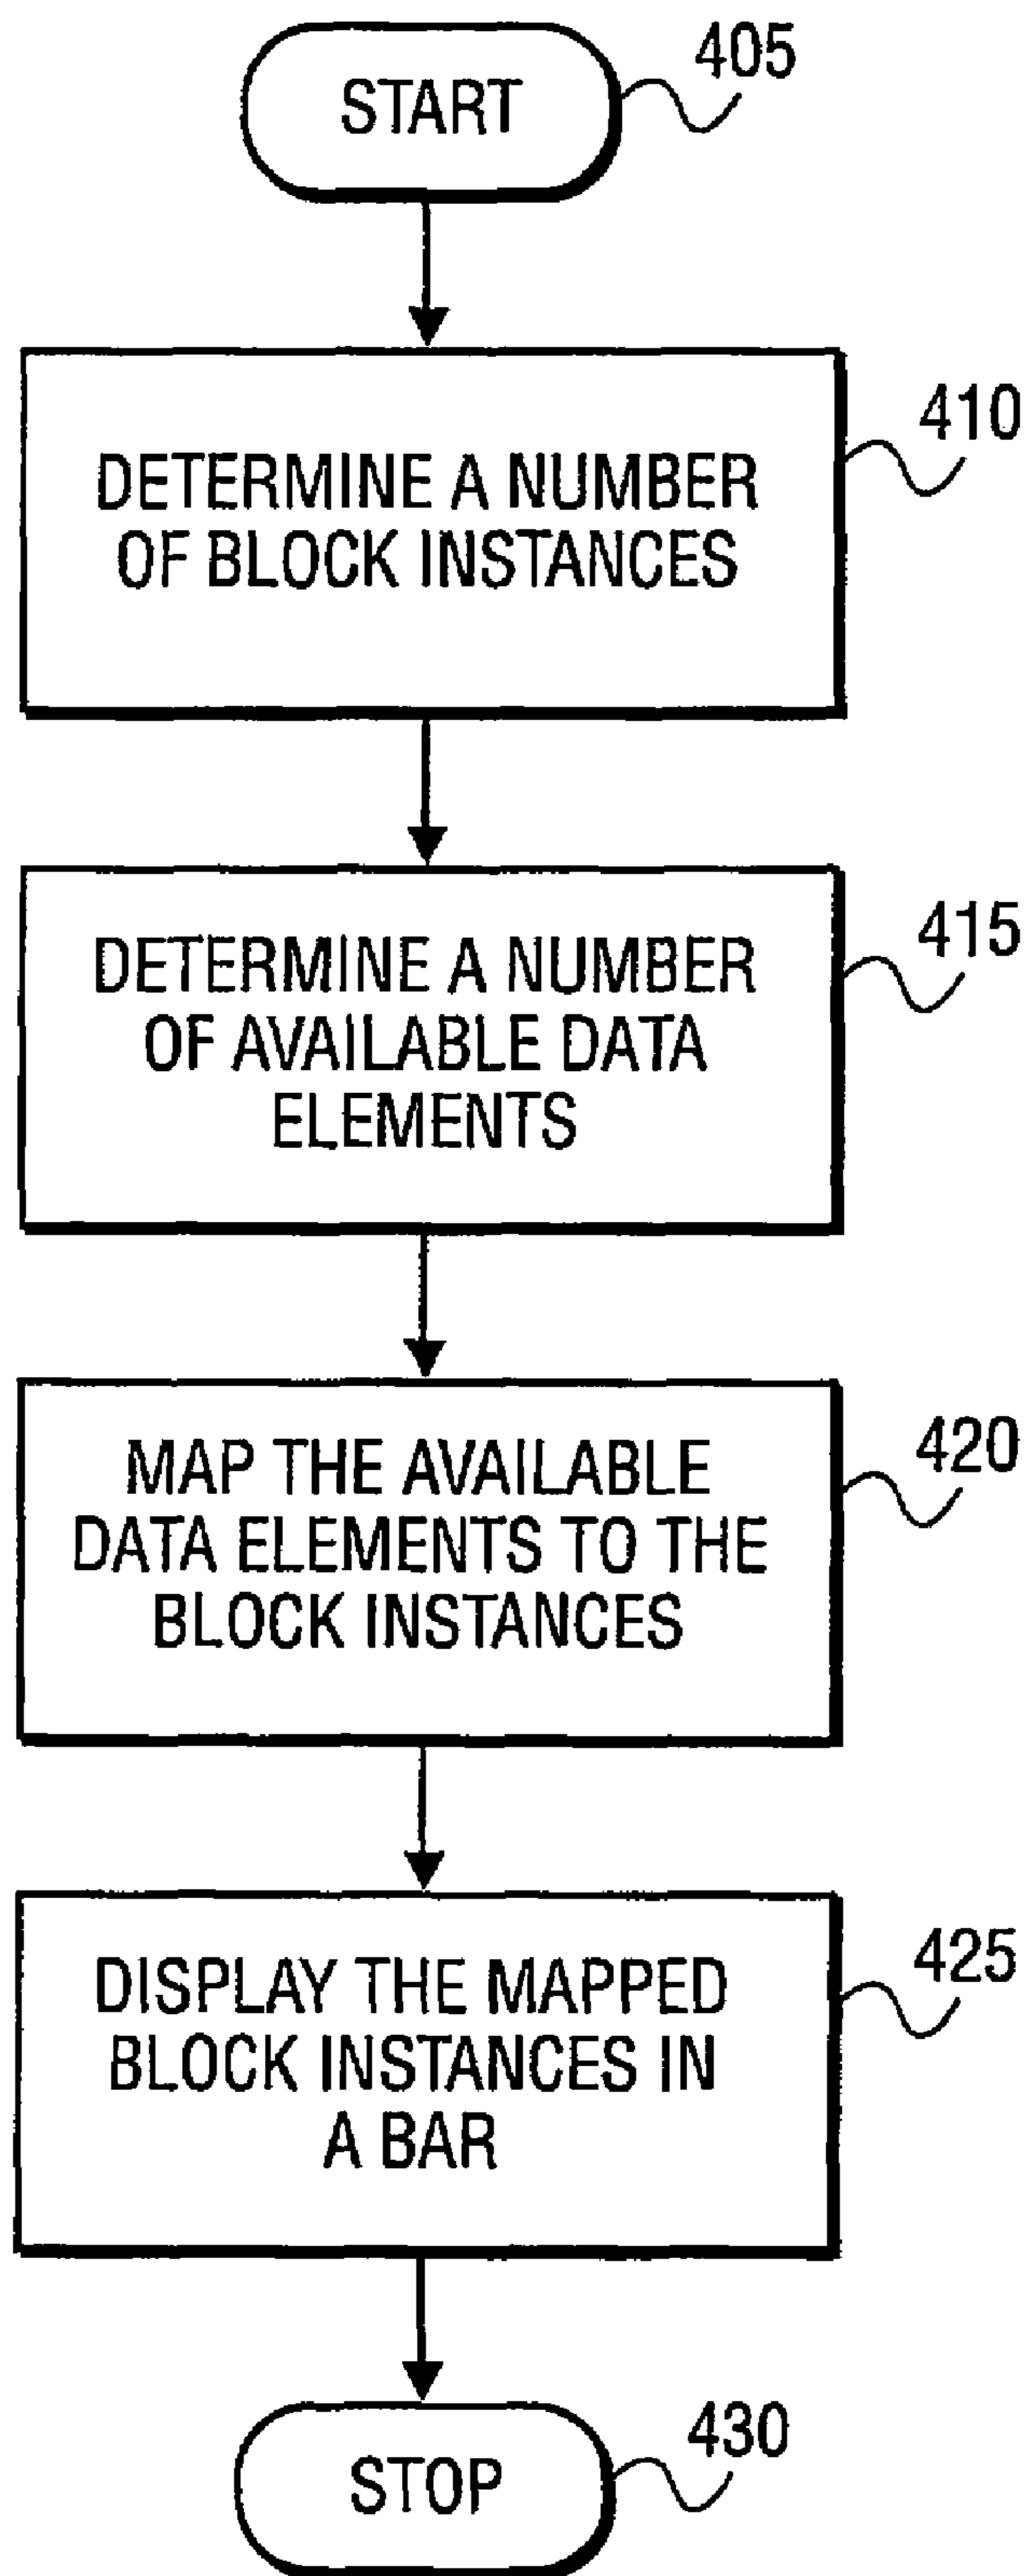 START
405
DETERMINE A NUMBER
OF BLOCK INSTANCES
410
DETERMINE A NUMBER
OF AVAILABLE DATA
ELEMENTS
415
MAP THE AVAILABLE
DATA ELEMENTS TO THE
BLOCK INSTANCES
420
DISPLAY THE MAPPED
BLOCK INSTANCES IN
A BAR
425
STOP
430